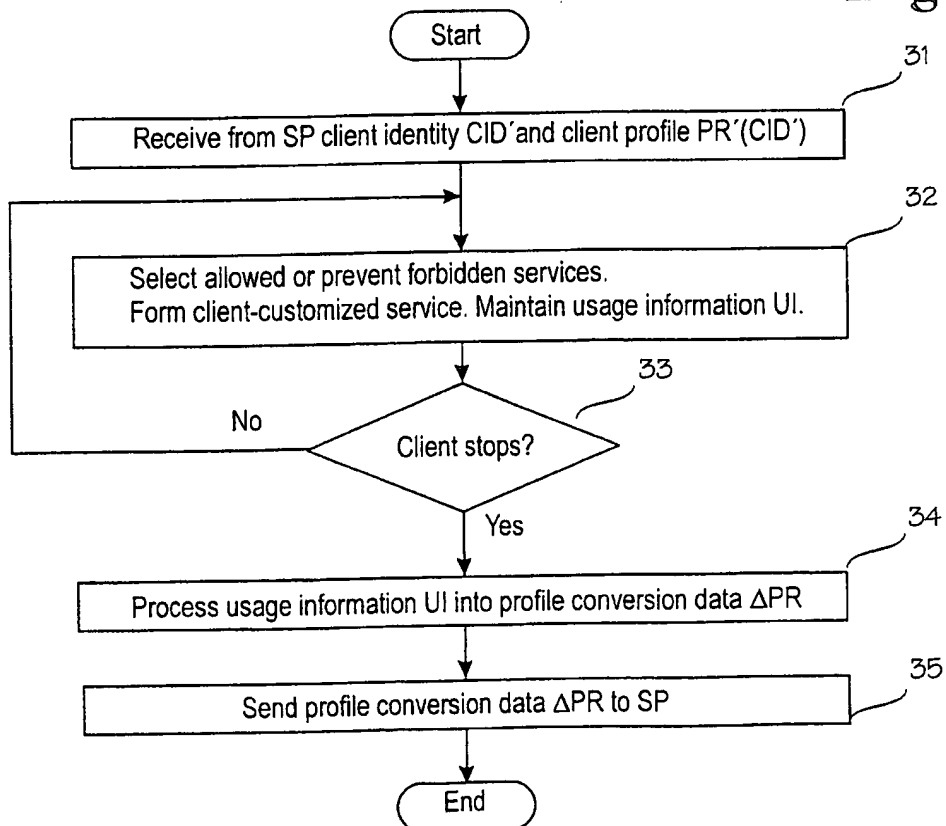 Start
31
Receive from SP client identity CID´and client profile PR´(CID´)
32
Select allowed or prevent forbidden services.
Form client-customized service. Maintain usage information UI.
33
No
Client stops?
Yes
34
Process usage information UI into profile conversion data ΔPR
35
Send profile conversion data ΔPR to SP
End